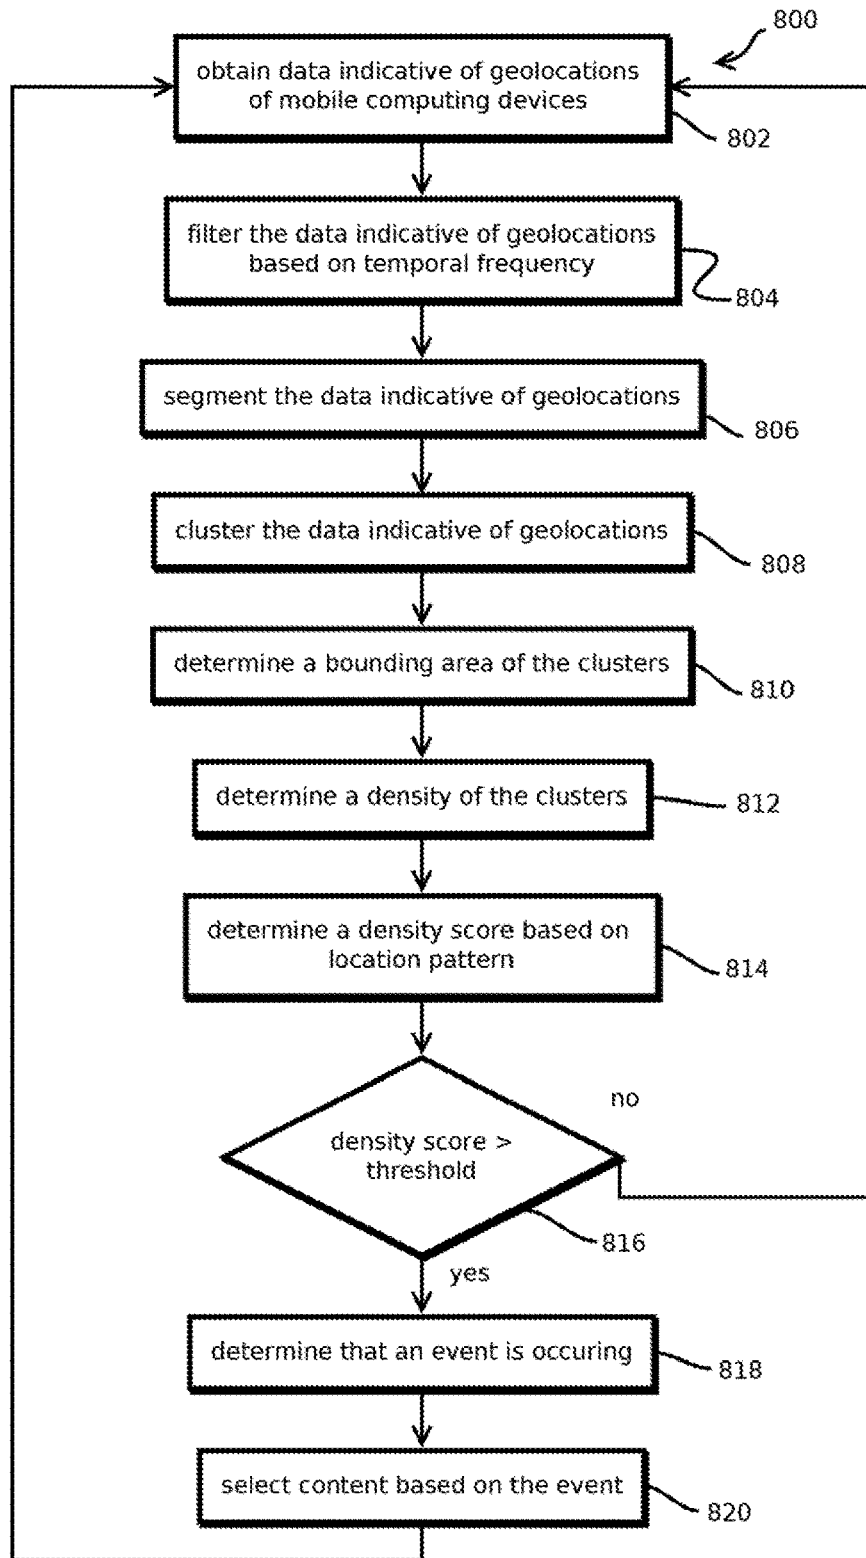 800
obtain data indicative of geolocations
of mobile computing devices
802
filter the data indicative of geolocations
based on temporal frequency
804
segment the data indicative of geolocations
806
cluster the data indicative of geolocations
808
determine a bounding area of the clusters
810
determine a density of the clusters
812
determine a density score based on
location pattern
814
no
density score >
threshold
816
yes
determine that an event is occuring
818
select content based on the event
820